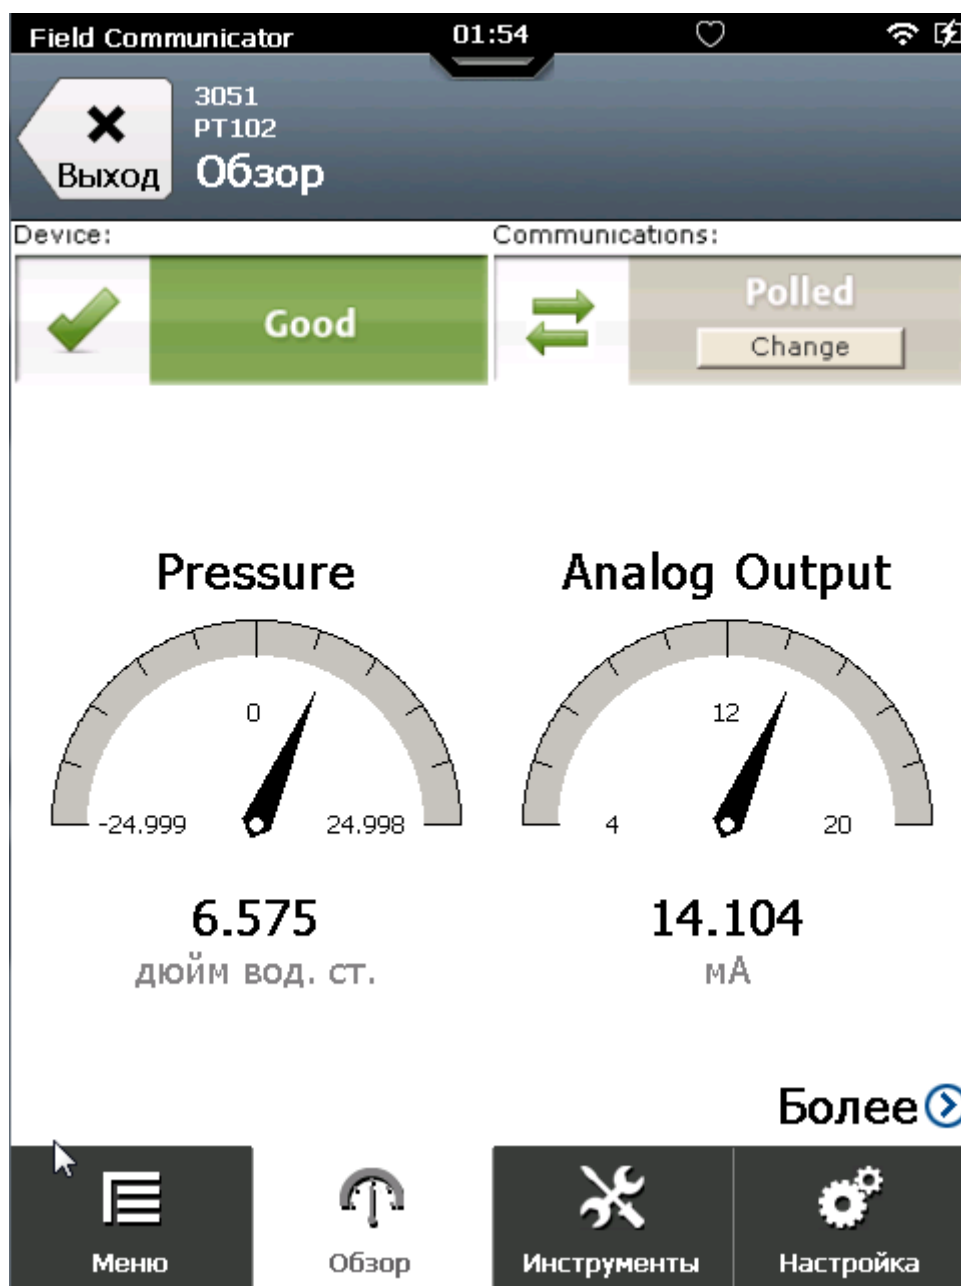 Field Communicator 01:54
3051
PT102
Выход Обзор
Device: Communications:
Good
Polled
Change
Pressure Analog Output
0 12
-24.999 24.998 4 20
6.575 14.104
дюйм вод. ст. мА
Более
Меню Обзор Инструменты Настройка